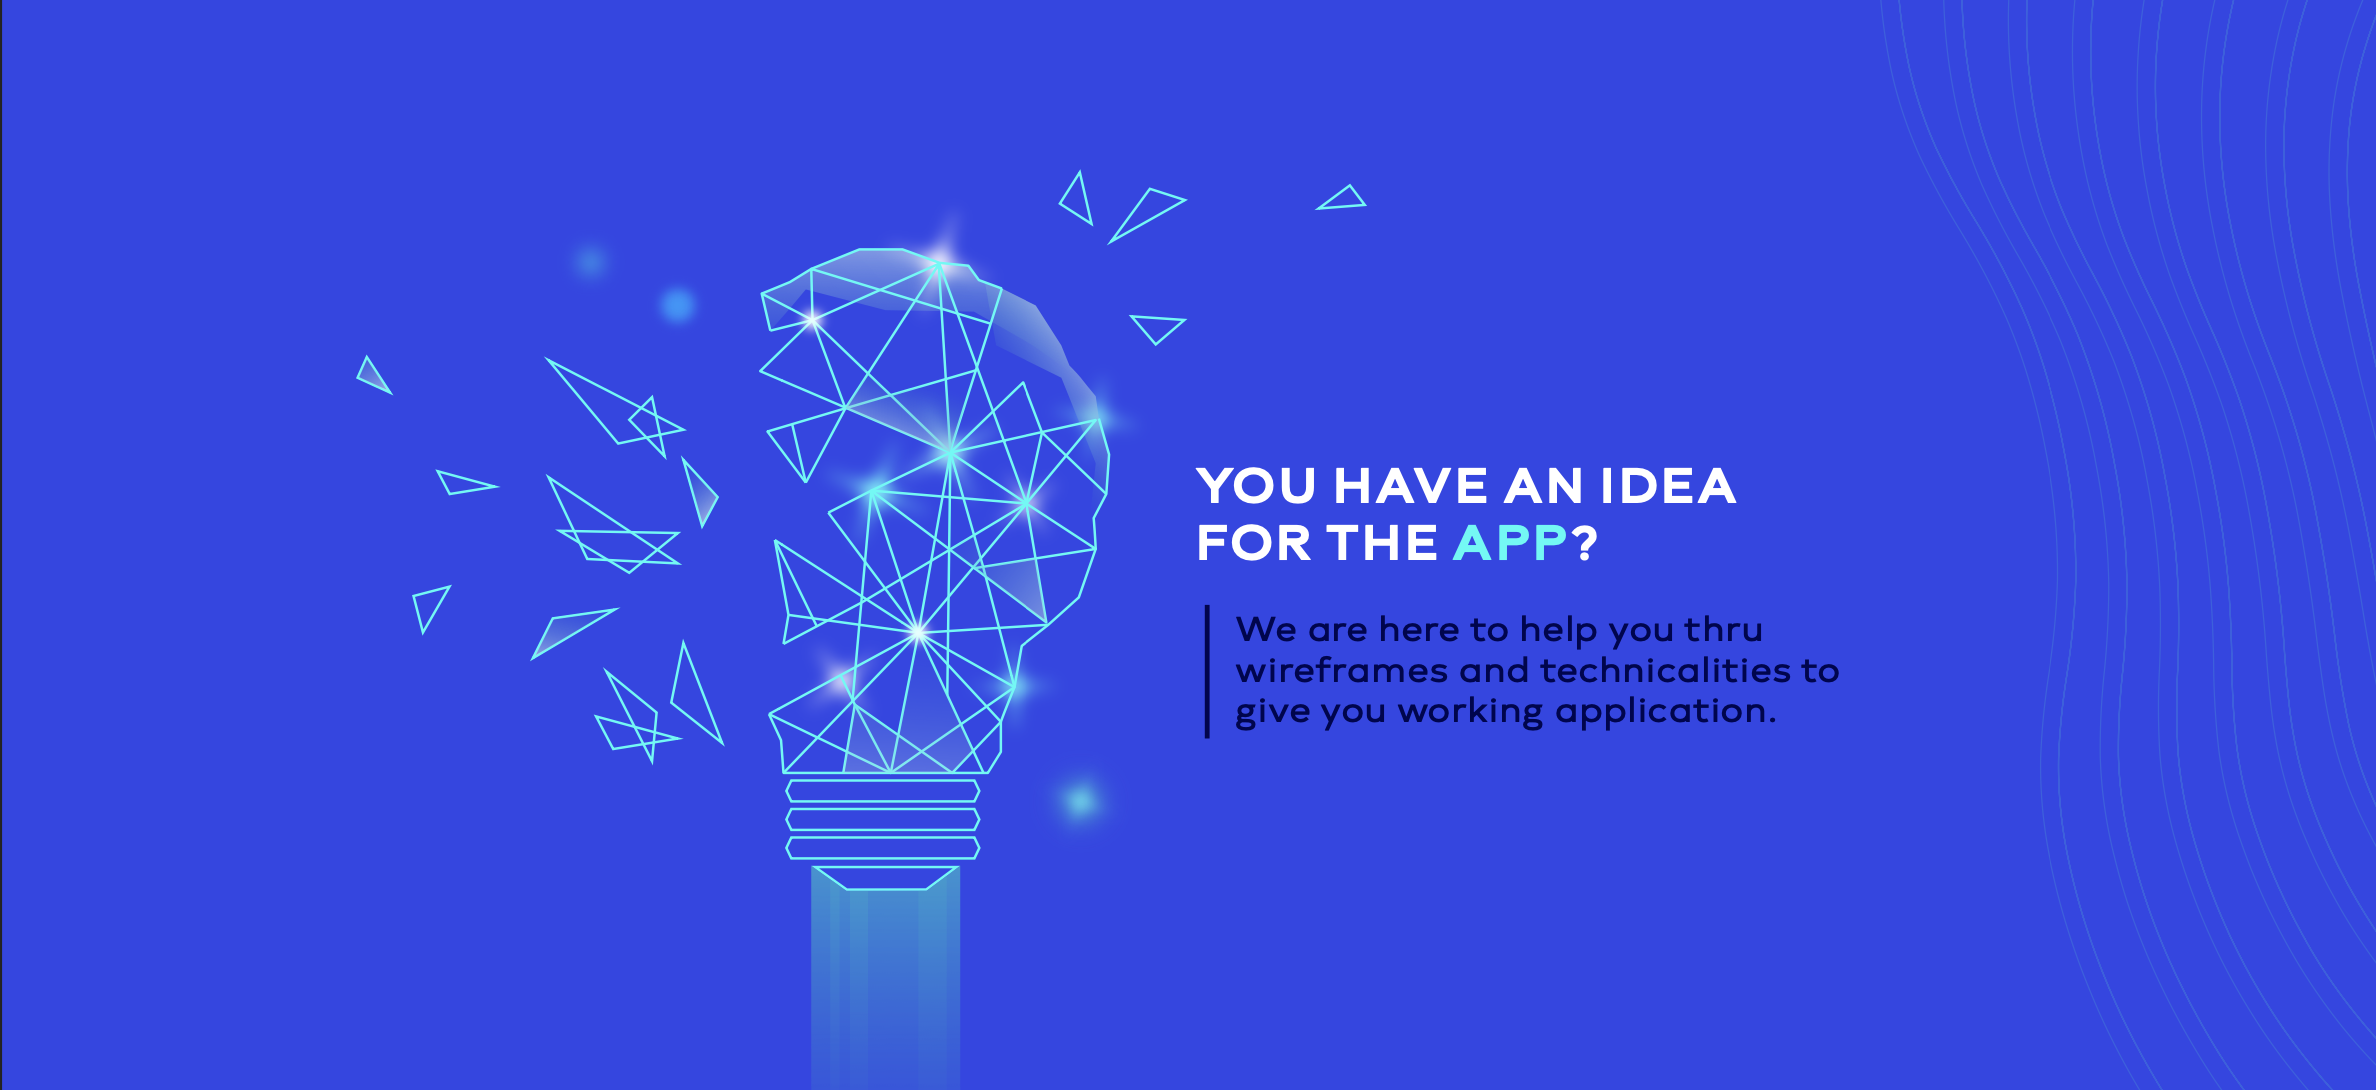 YOU HAVE AN IDEA
FOR THE APP?
We are here to help you thru
wireframes and technicalities to
give you working application.